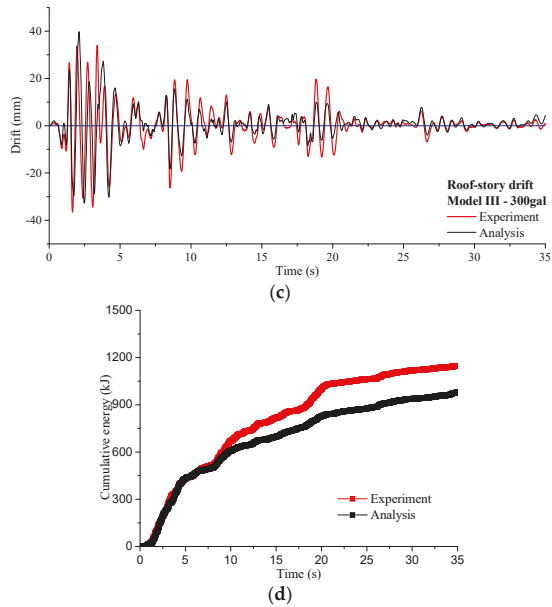 40
20
0
-20
-40
Drift (mm)
Roof-story drift
Model III - 300gal
Experiment
Analysis
0 5 10 15 20 25 30 35
Time (s)
(c)
1500
1200
900
600
300
0
Cumulative energy (kJ)
Experiment
Analysis
0 5 10 15 20 25 30 35
Time (s)
(d)